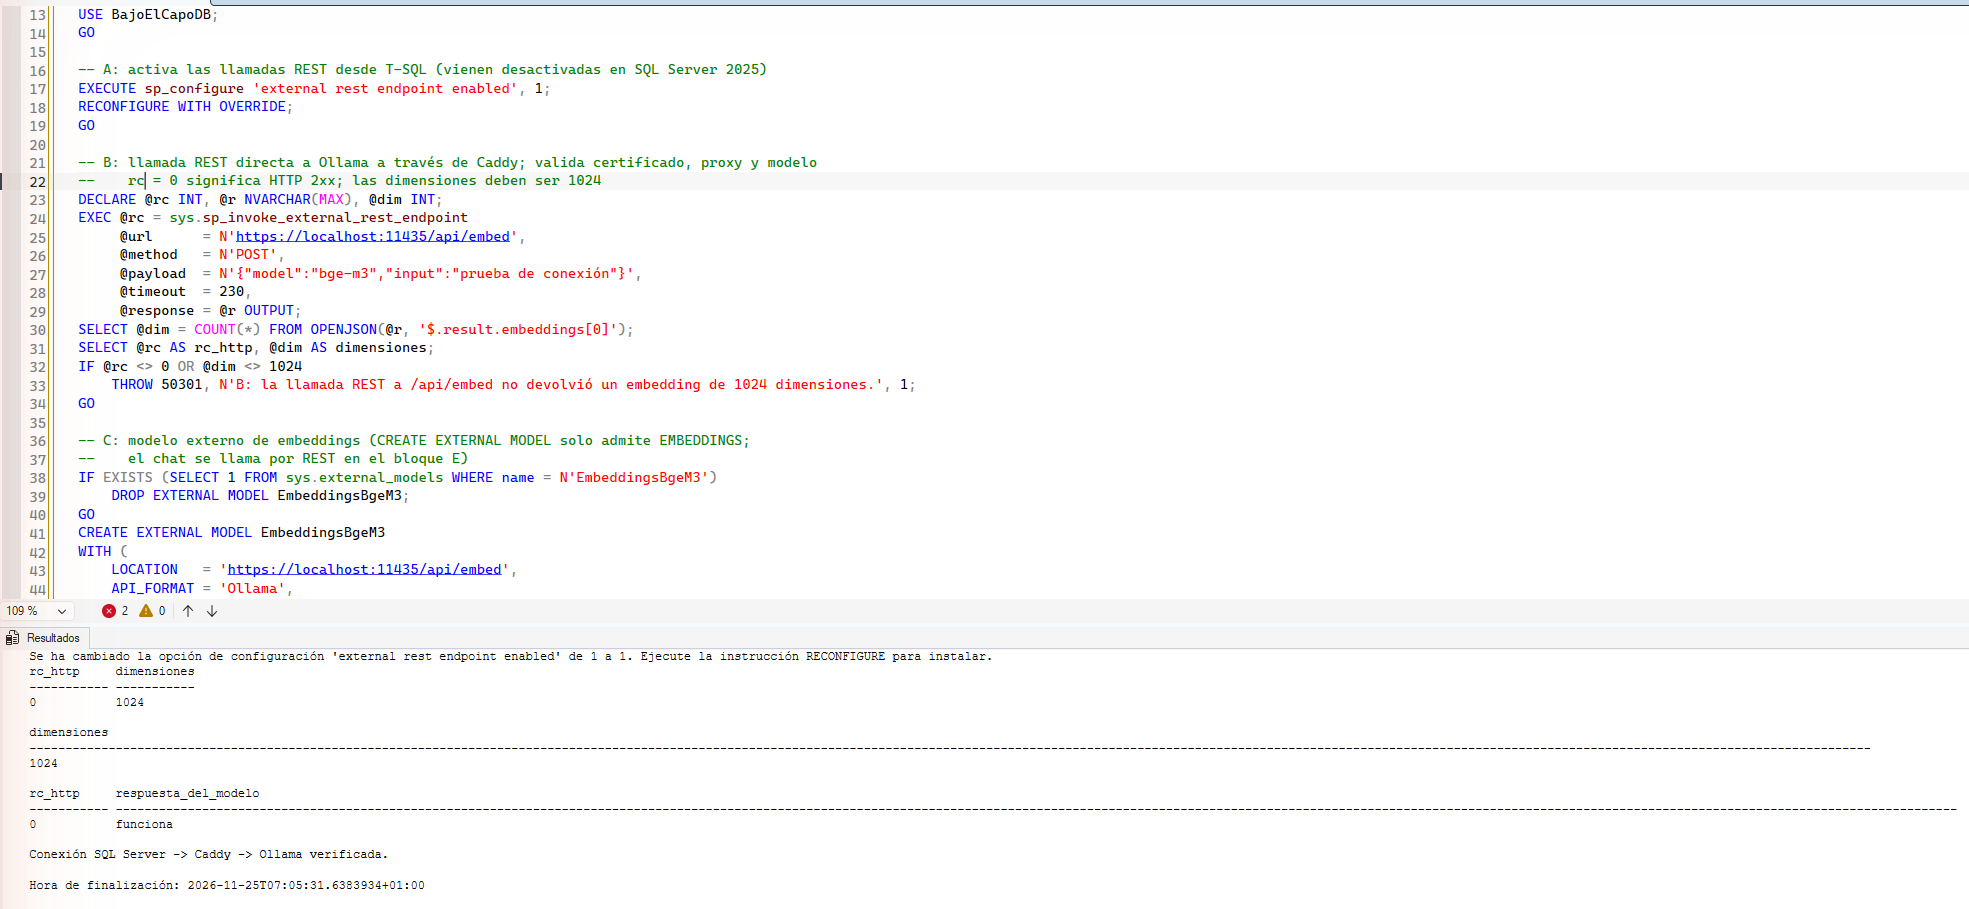 13 USE BajoElCapoDB;
14 GO
15
16 -- A: activa las llamadas REST desde T-SQL (vienen desactivadas en SQL Server 2025)
17 EXECUTE sp_configure 'external rest endpoint enabled', 1;
18 RECONFIGURE WITH OVERRIDE;
19 GO
20
21 -- B: llamada REST directa a Ollama a través de Caddy; valida certificado, proxy y modelo
22 --    rc = 0 significa HTTP 2xx; las dimensiones deben ser 1024
23 DECLARE @rc INT, @r NVARCHAR(MAX), @dim INT;
24 EXEC @rc = sys.sp_invoke_external_rest_endpoint
25      @url      = N'https://localhost:11435/api/embed',
26      @method   = N'POST',
27      @payload  = N'{"model":"bge-m3","input":"prueba de conexión"}',
28      @timeout  = 230,
29      @response = @r OUTPUT;
30 SELECT @dim = COUNT(*) FROM OPENJSON(@r, '$.result.embeddings[0]');
31 SELECT @rc AS rc_http, @dim AS dimensiones;
32 IF @rc <> 0 OR @dim <> 1024
33     THROW 50301, N'B: la llamada REST a /api/embed no devolvió un embedding de 1024 dimensiones.', 1;
34 GO
35
36 -- C: modelo externo de embeddings (CREATE EXTERNAL MODEL solo admite EMBEDDINGS;
37 --    el chat se llama por REST en el bloque E)
38 IF EXISTS (SELECT 1 FROM sys.external_models WHERE name = N'EmbeddingsBgeM3')
39     DROP EXTERNAL MODEL EmbeddingsBgeM3;
40 GO
41 CREATE EXTERNAL MODEL EmbeddingsBgeM3
42 WITH (
43     LOCATION   = 'https://localhost:11435/api/embed',
44     API_FORMAT = 'Ollama',
109 % 2 0
Resultados
Se ha cambiado la opción de configuración 'external rest endpoint enabled' de 1 a 1. Ejecute la instrucción RECONFIGURE para instalar.
rc_http     dimensiones
----------- -----------
0           1024
dimensiones
1024
rc_http     respuesta_del_modelo
0           funciona
Conexión SQL Server -> Caddy -> Ollama verificada.
Hora de finalización: 2026-11-25T07:05:31.6383934+01:00